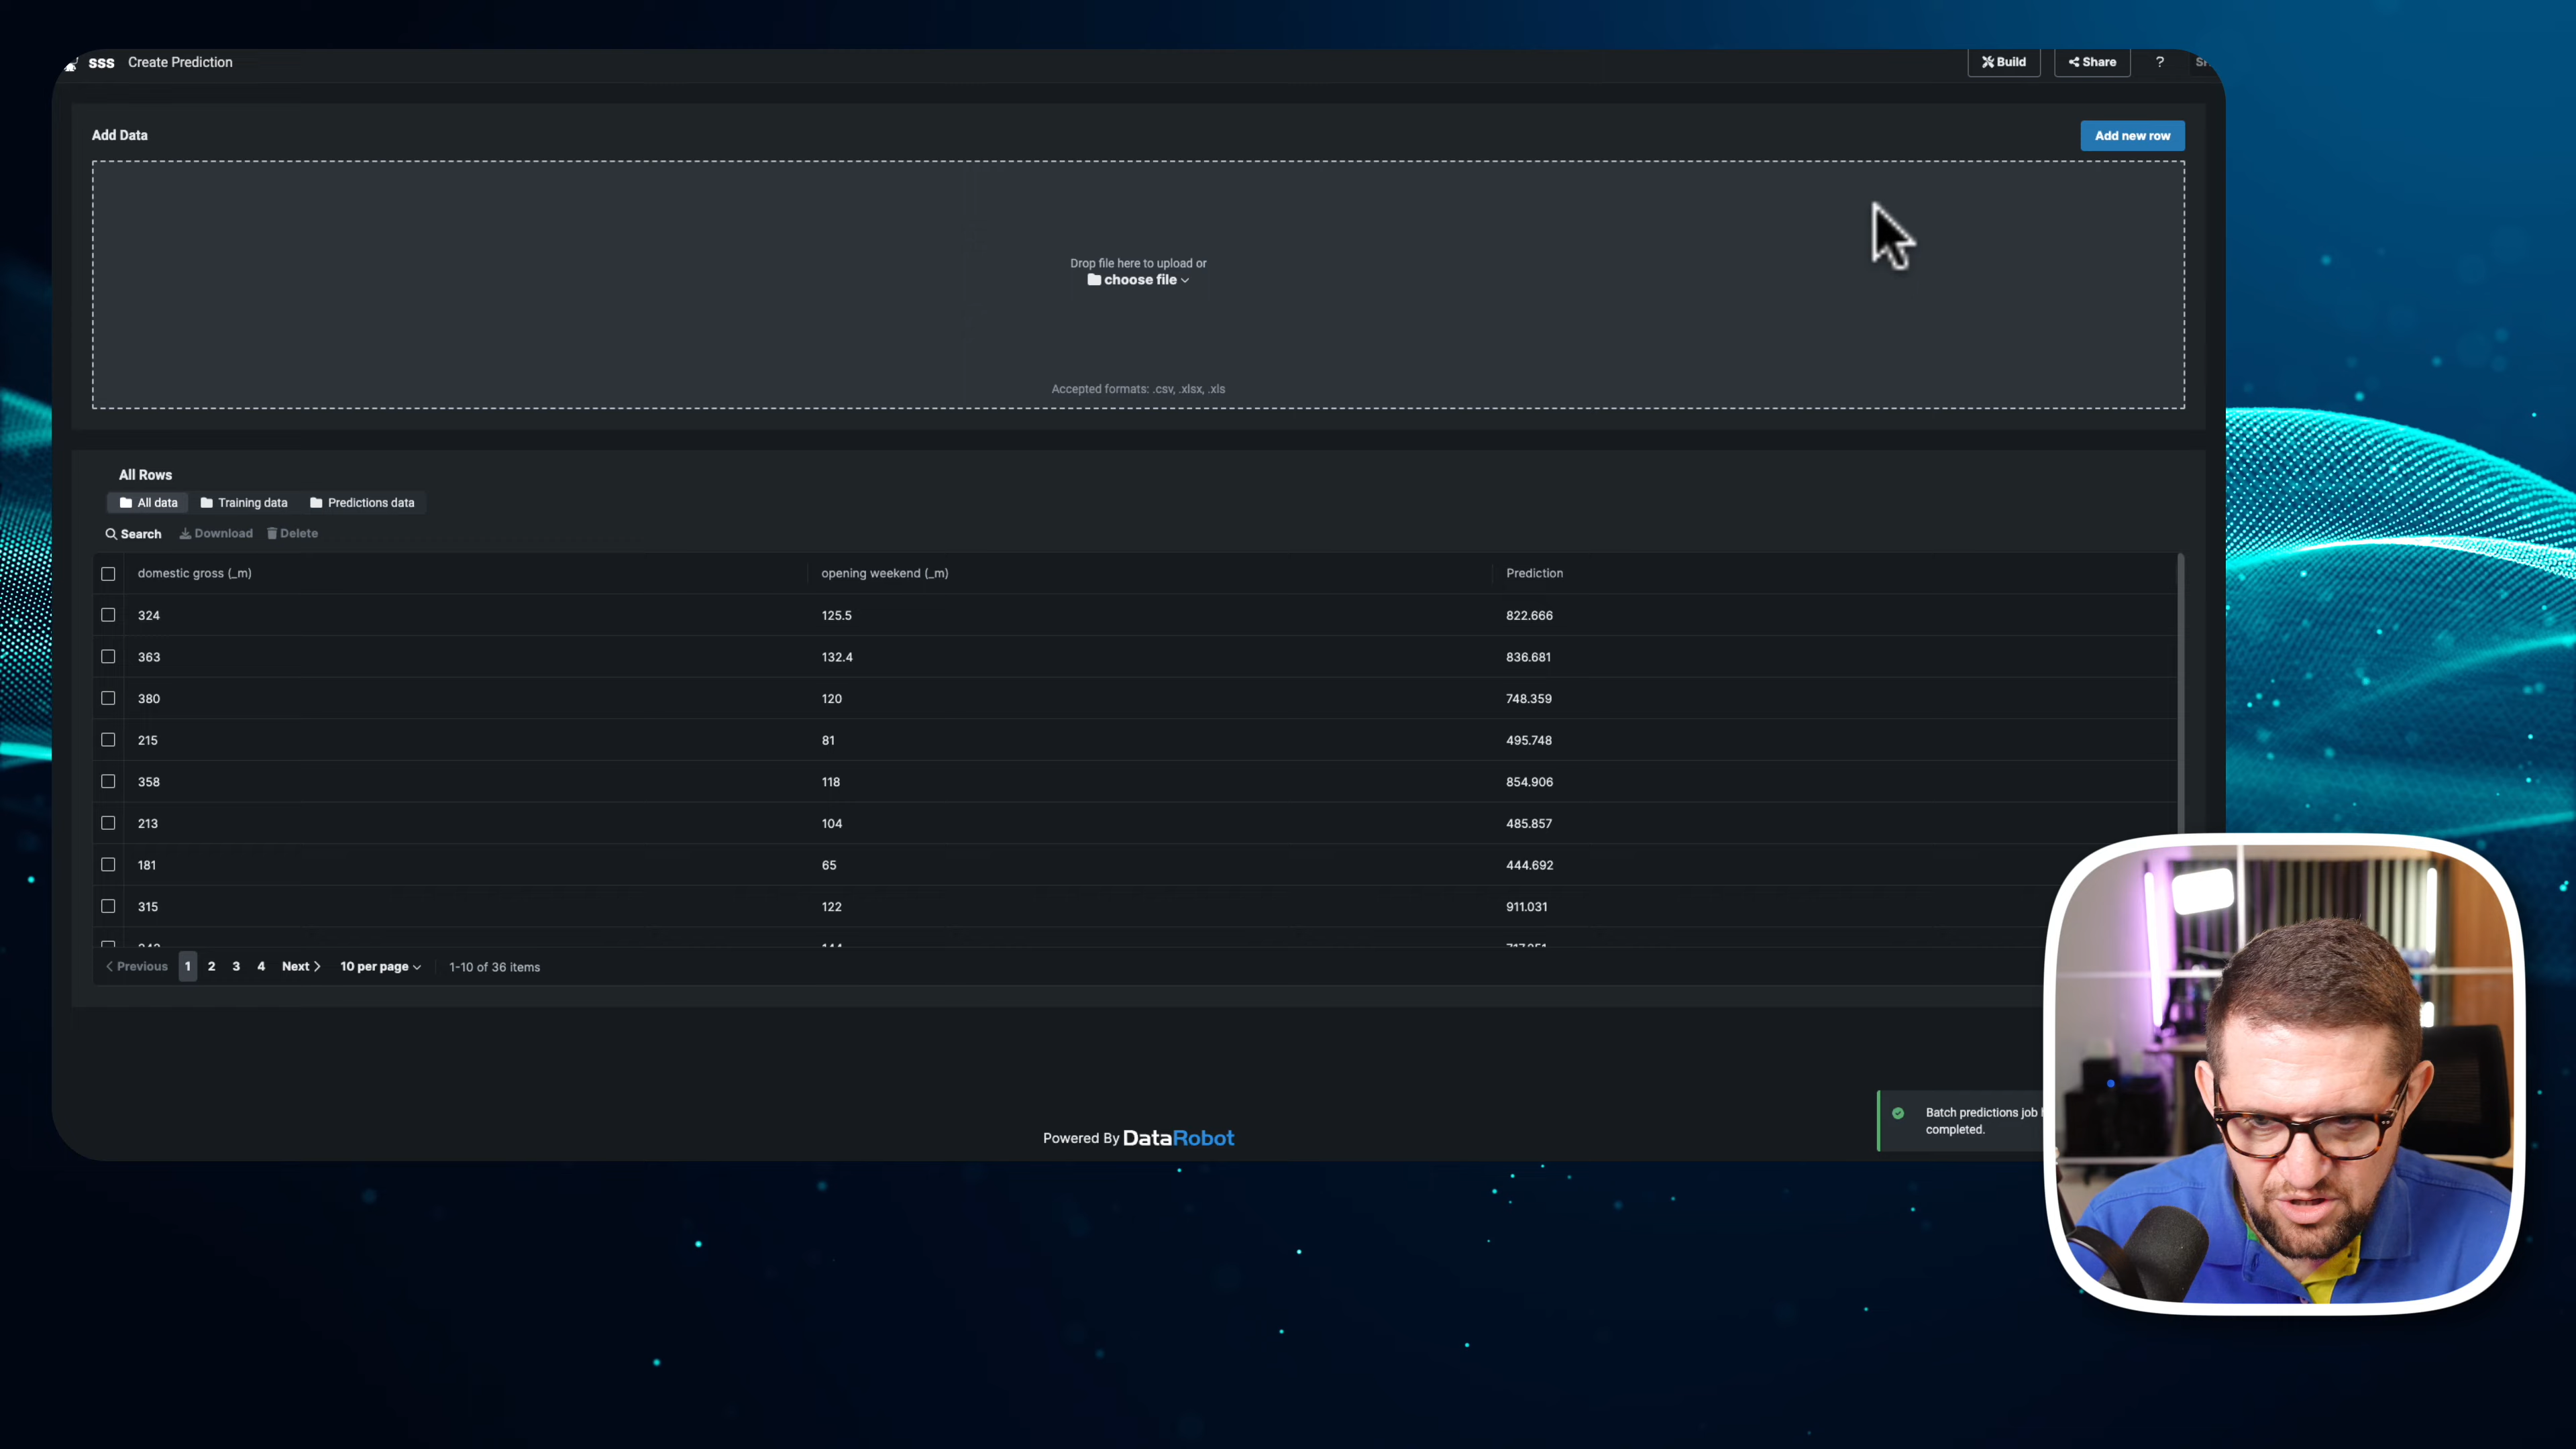 sss Create Prediction Build Share ?
Add Data Add new row
Drop file here to upload or
choose file
Accepted formats: .csv, .xlsx, .xls
All Rows
All data Training data Predictions data
Search Download Delete
domestic gross (_m) opening weekend (_m) Prediction
324 125.5 822.666
363 132.4 836.681
380 120 748.359
215 81 495.748
358 118 854.906
213 104 485.857
181 65 444.692
315 122 911.031
Previous 1 2 3 4 Next 10 per page 1-10 of 36 items
Batch predictions job
completed.
Powered By DataRobot